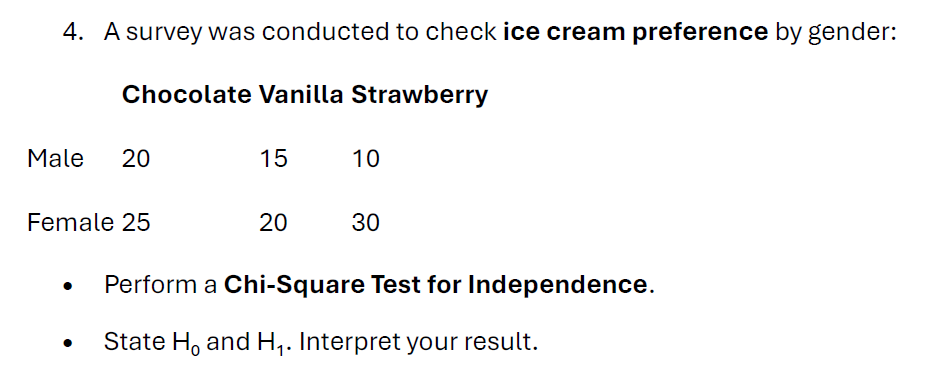 4. A survey was conducted to check ice cream preference by gender:
Chocolate Vanilla Strawberry
Male 20 15 10
Female 25 20 30
• Perform a Chi-Square Test for Independence.
• State H₀ and H₁. Interpret your result.